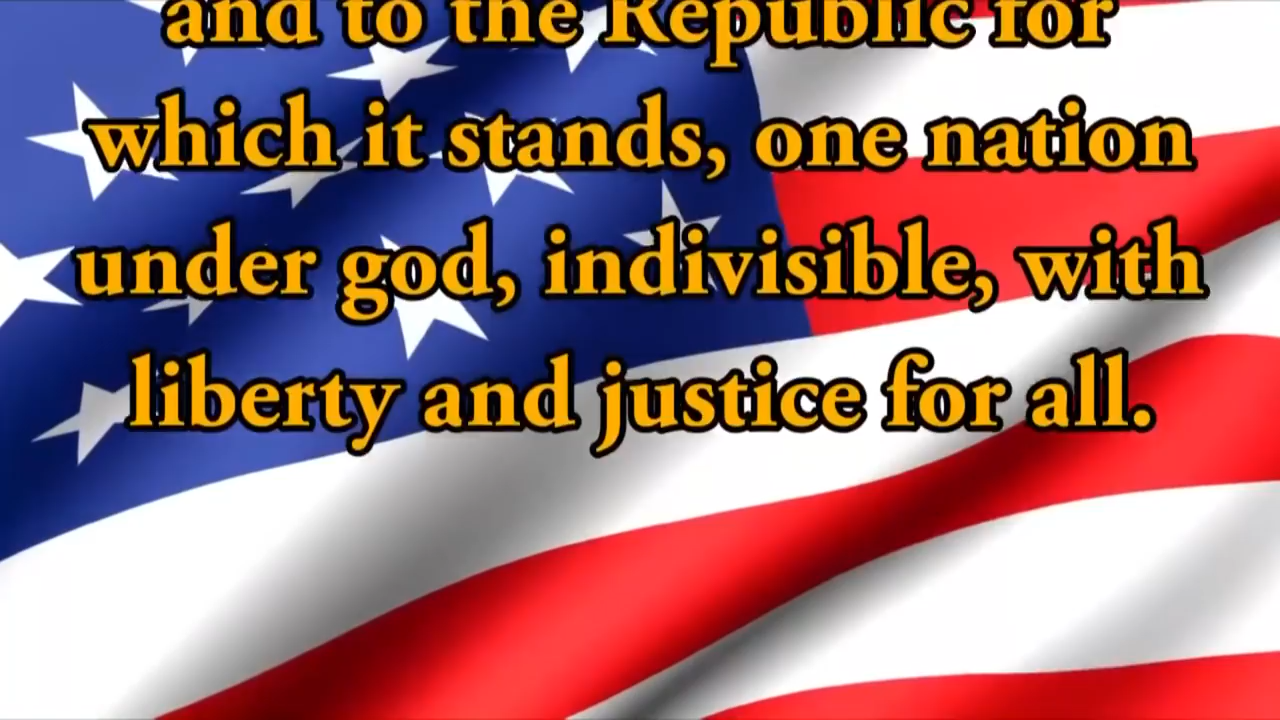 and to the Republic for
which it stands, one nation
under god, indivisible, with
liberty and justice for all.